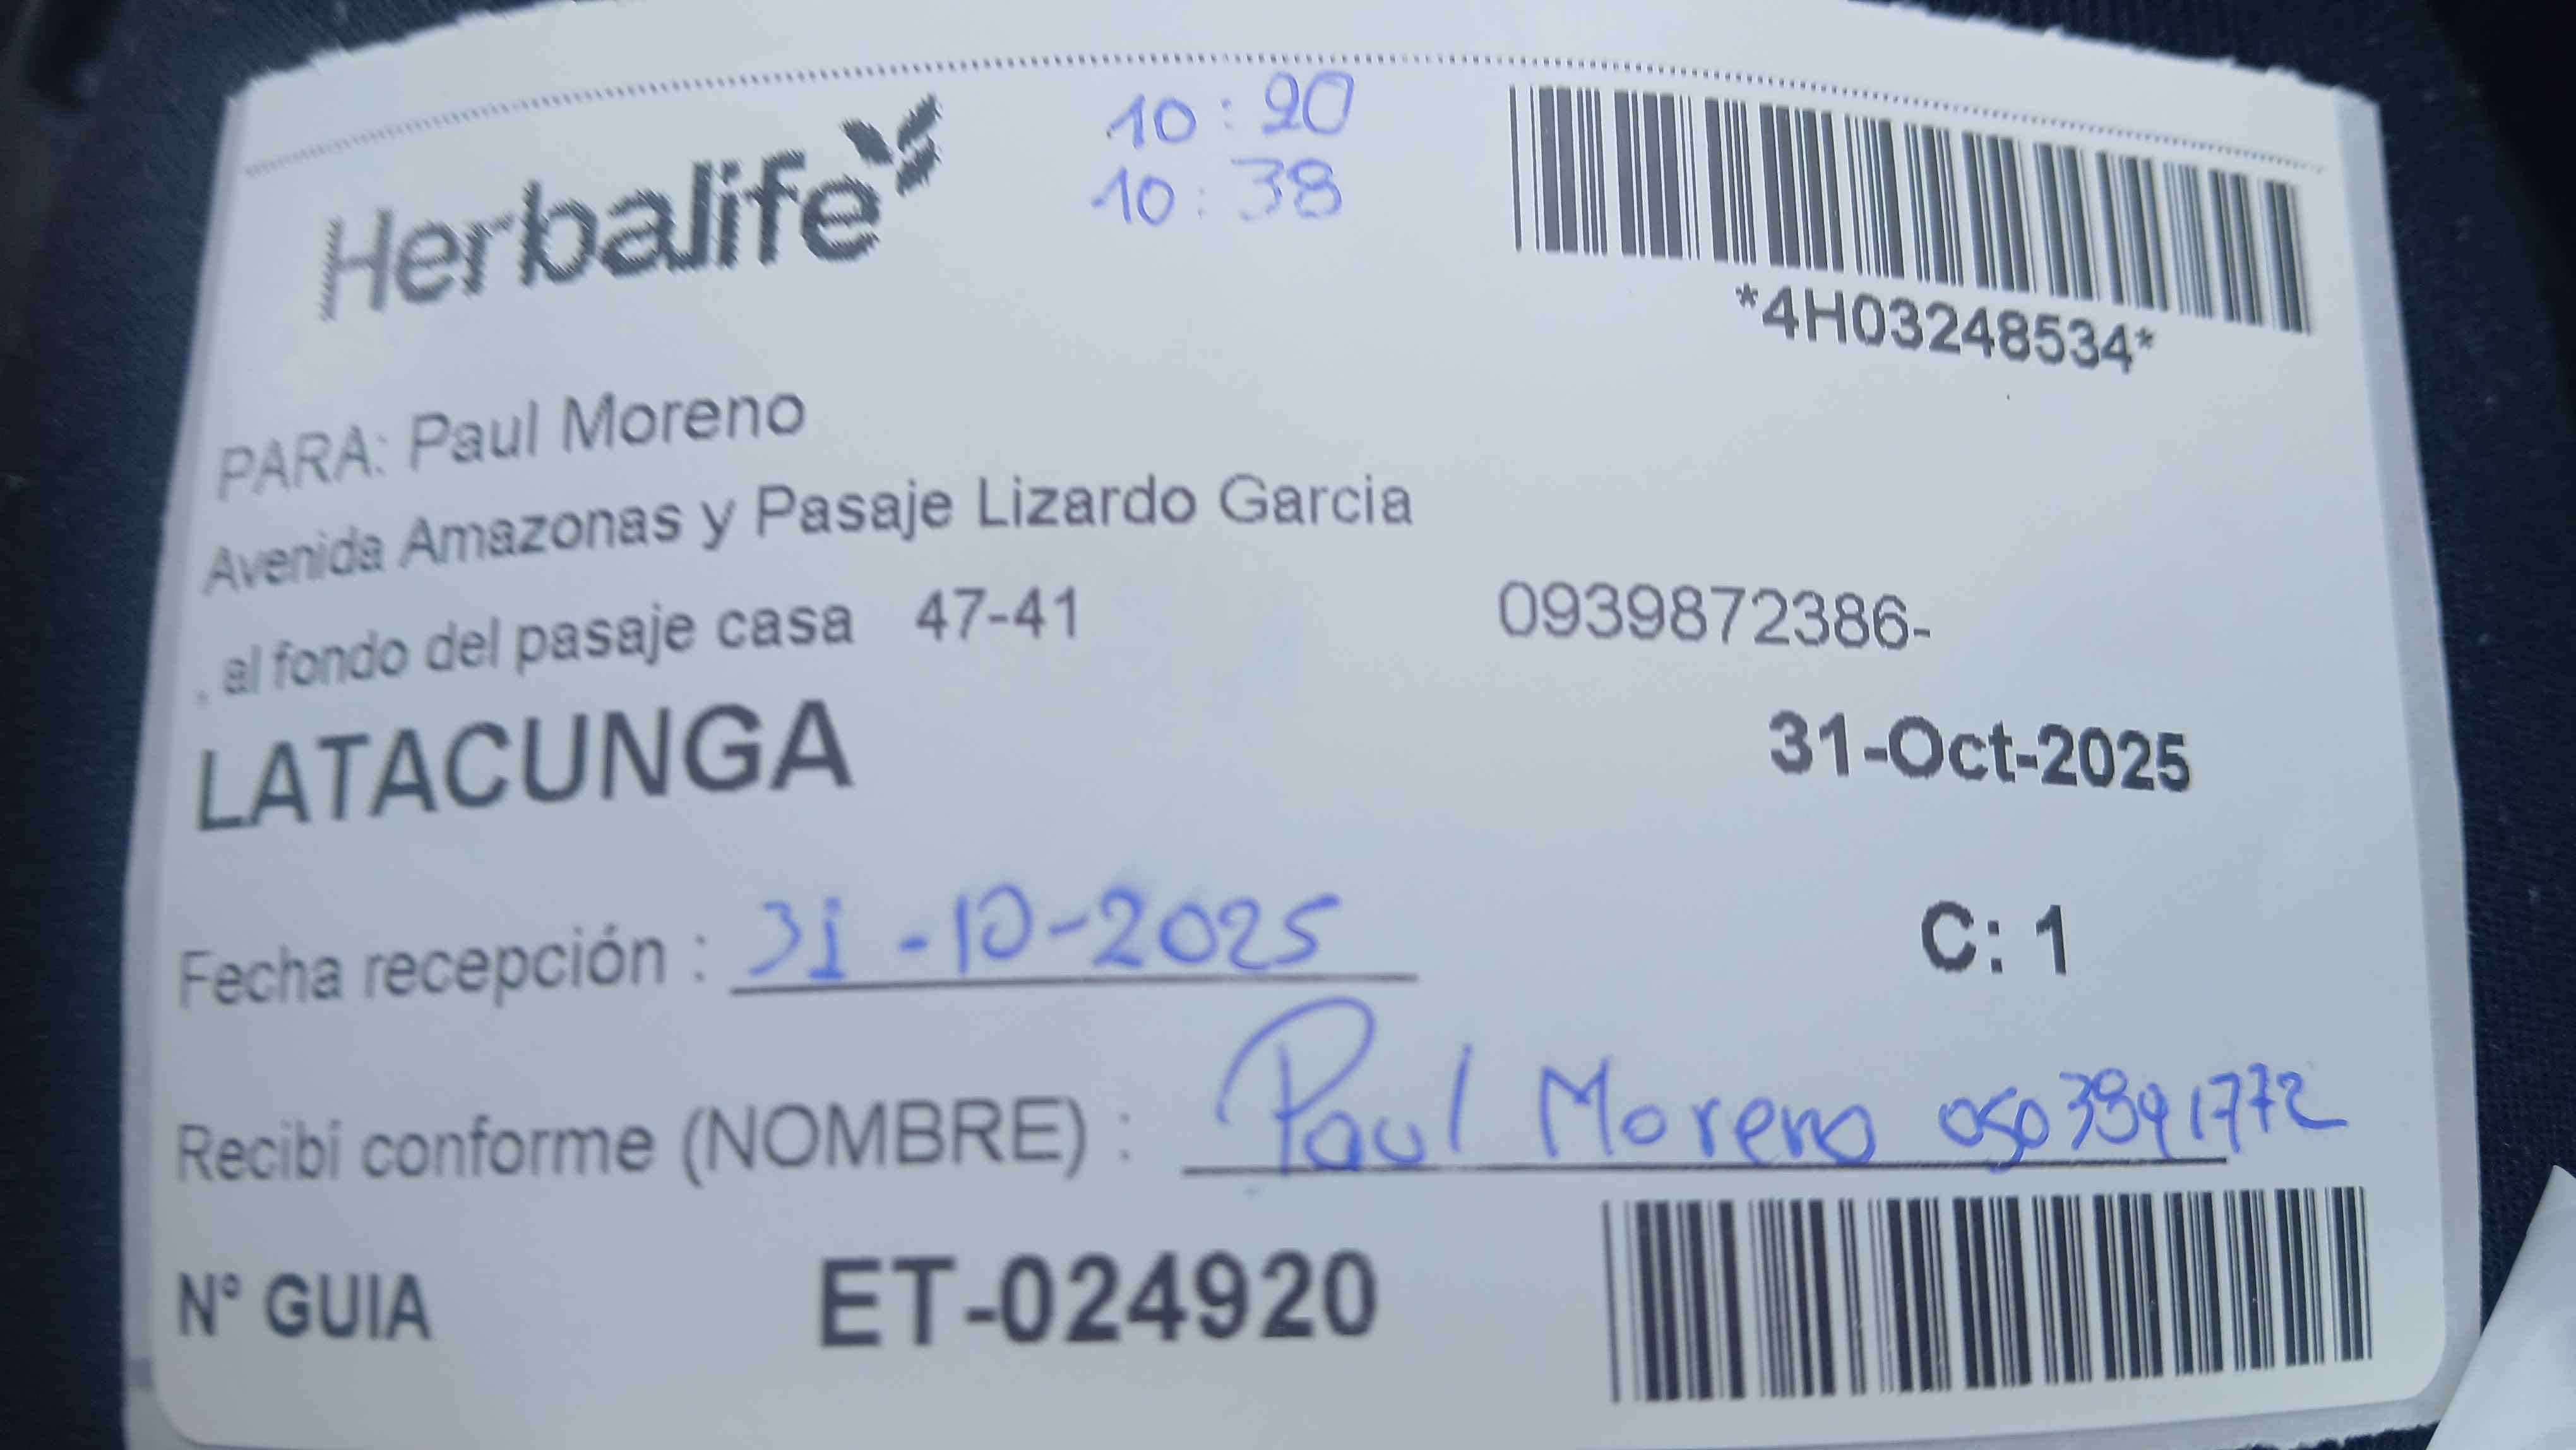 Herbalife
10:20
10:38
*4H03248534*
PARA: Paul Moreno
Avenida Amazonas y Pasaje Lizardo Garcia
, al fondo del pasaje casa 47-41
0939872386-
LATACUNGA
31-Oct-2025
Fecha recepción : 31-10-2025
C: 1
Recibí conforme (NOMBRE) : Paul Moreno 0503941772
N° GUIA ET-024920